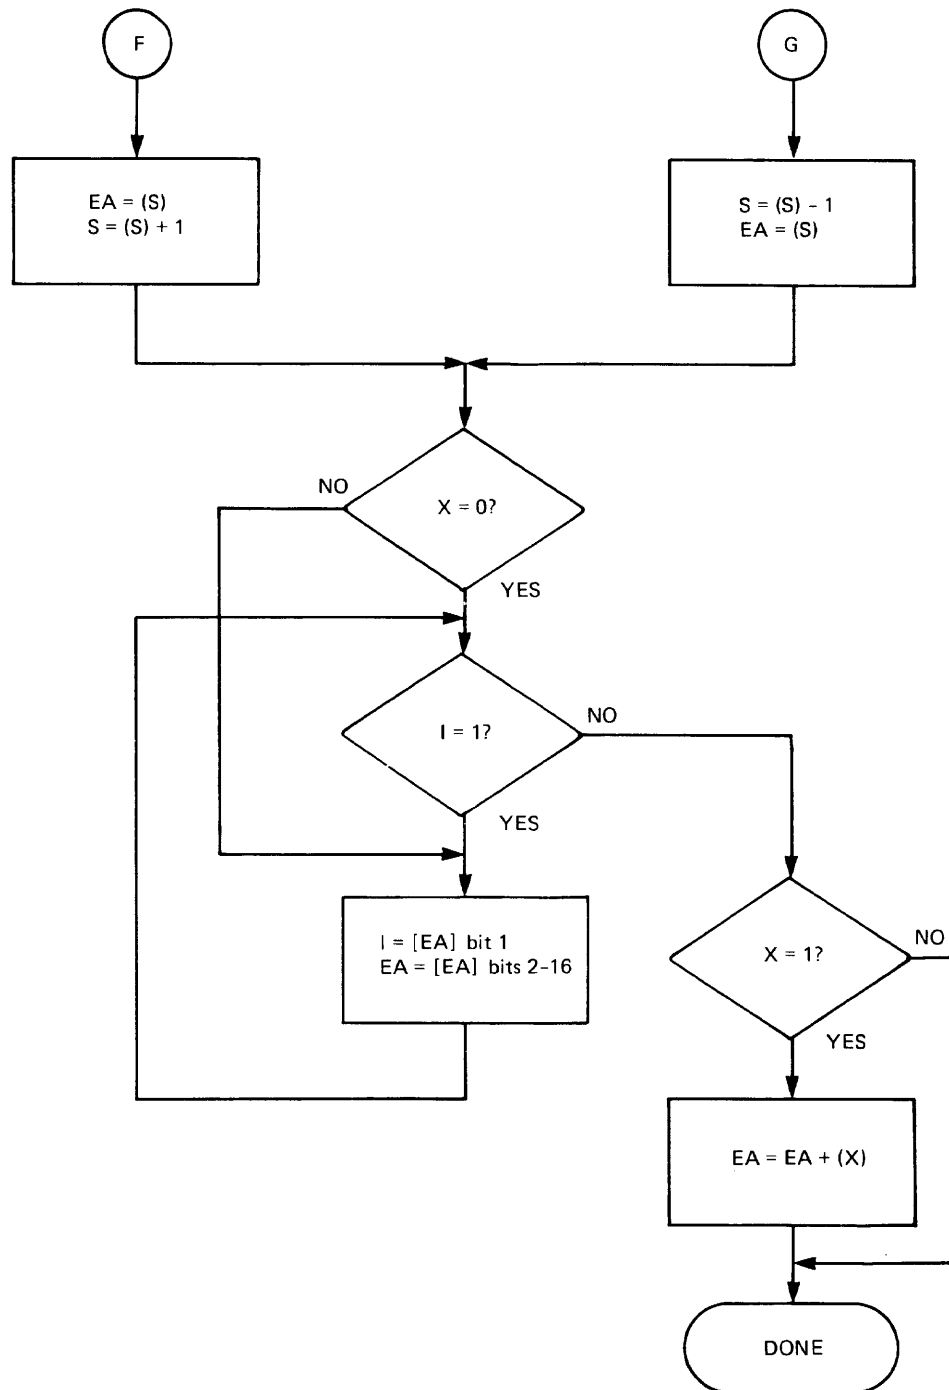 F
G
EA = (S)
S = (S) + 1
S = (S) - 1
EA = (S)
NO
X = 0?
YES
I = 1?
NO
YES
I = [EA] bit 1
EA = [EA] bits 2-16
X = 1?
NO
YES
EA = EA + (X)
DONE